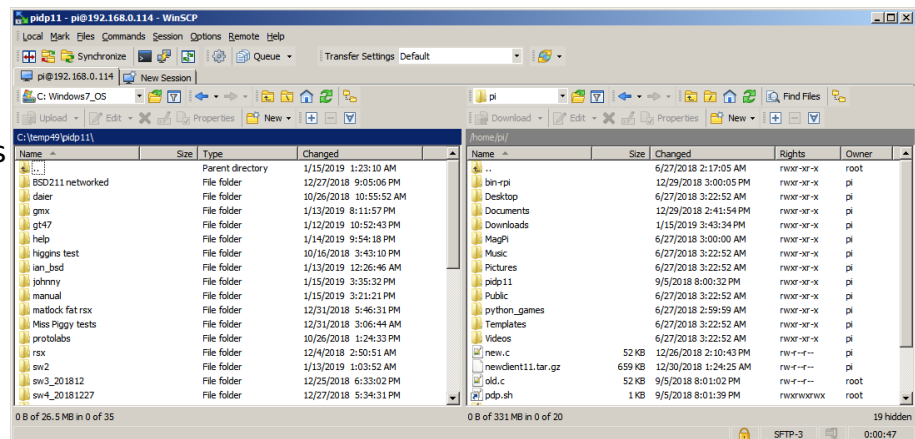 pidp11 - pi@192.168.0.114 - WinSCP
Local Mark Files Commands Session Options Remote Help
Synchronize Queue Transfer Settings Default
pi@192.168.0.114 New Session
C: Windows7_OS pi Find Files
Upload Edit Properties New Download Edit Properties New
C:\temp49\pidp11\ /home/pi/
s
Name Size Type Changed Name Size Changed Rights Owner
.. Parent directory 1/15/2019 1:23:10 AM .. 6/27/2018 2:17:05 AM rwxr-xr-x root
BSD211 networked File folder 12/27/2018 9:05:06 PM bin-rpi 12/29/2018 3:00:05 PM rwxr-xr-x pi
daier File folder 10/26/2018 10:55:52 AM Desktop 6/27/2018 3:22:52 AM rwxr-xr-x pi
gmx File folder 1/13/2019 8:11:57 PM Documents 12/29/2018 2:41:54 PM rwxr-xr-x pi
gt47 File folder 1/12/2019 10:52:43 PM Downloads 1/15/2019 3:43:34 PM rwxr-xr-x pi
help File folder 1/14/2019 9:54:18 PM MagPi 6/27/2018 3:00:00 AM rwxr-xr-x pi
higgins test File folder 10/16/2018 3:43:10 PM Music 6/27/2018 3:22:52 AM rwxr-xr-x pi
ian_bsd File folder 1/13/2019 12:26:46 AM Pictures 6/27/2018 3:22:52 AM rwxr-xr-x pi
johnny File folder 1/15/2019 3:35:32 PM pidp11 9/5/2018 8:00:32 PM rwxr-xr-x pi
manual File folder 1/15/2019 3:21:21 PM Public 6/27/2018 3:22:52 AM rwxr-xr-x pi
matlock fat rsx File folder 12/31/2018 5:46:31 PM python_games 6/27/2018 2:59:59 AM rwxr-xr-x pi
Miss Piggy tests File folder 12/31/2018 3:06:44 AM Templates 6/27/2018 3:22:52 AM rwxr-xr-x pi
protolabs File folder 10/26/2018 1:24:33 PM Videos 6/27/2018 3:22:52 AM rwxr-xr-x pi
rsx File folder 12/4/2018 2:50:51 AM new.c 52 KB 12/26/2018 2:10:43 PM rw-r--r-- pi
sw2 File folder 1/13/2019 1:03:52 AM newclient11.tar.gz 659 KB 12/30/2018 1:24:25 AM rw-r--r-- pi
sw3_201812 File folder 12/25/2018 6:33:02 PM old.c 52 KB 9/5/2018 8:01:02 PM rw-r--r-- root
sw4_20181227 File folder 12/27/2018 5:34:31 PM pdp.sh 1 KB 9/5/2018 8:01:39 PM rwxrwxrwx root
0 B of 26.5 MB in 0 of 35 0 B of 331 MB in 0 of 20 19 hidden
SFTP-3 0:00:47